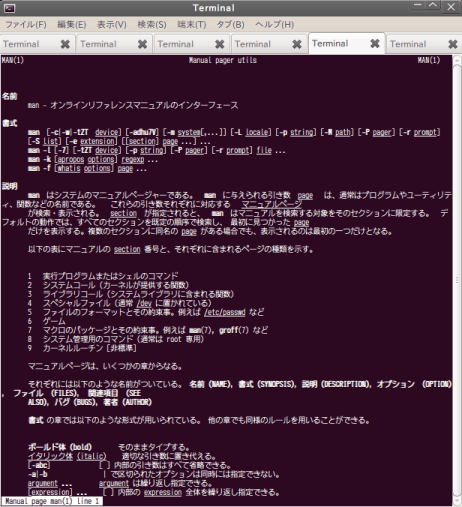 Terminal
ファイル(F) 編集(E) 表示(V) 検索(S) 端末(T) タブ(B) ヘルプ(H)
Terminal Terminal Terminal Terminal Terminal Terminal
MAN(1) Manual pager utils MAN(1)
名前
man - オンラインリファレンスマニュアルのインターフェース
書式
man [-c|-w|-tZT device] [-adhu7V] [-m system[,...]] [-L locale] [-p string] [-M path] [-P pager] [-r prompt]
[-S list] [-e extension] [[section] page ...] ...
man -l [-7] [-tZT device] [-p string] [-P pager] [-r prompt] file ...
man -k [apropos options] regexp ...
man -f [whatis options] page ...
説明
man はシステムのマニュアルページャーである。 man に与えられる引き数 page は、通常はプログラムやユーティリテ
ィ、関数などの名前である。 これらの引き数それぞれに対応する マニュアルページ
が検索・表示される。 section が指定されると、 man はマニュアルを検索する対象をそのセクションに限定する。 デ
フォルトの動作では、すべてのセクションを既定の順序で検索し、 最初に見つかった page
だけを表示する。複数のセクションに同名の page がある場合でも、表示されるのは最初の一つだけとなる。
以下の表にマニュアルの section 番号と、それぞれに含まれるページの種類を示す。
1 実行プログラムまたはシェルのコマンド
2 システムコール (カーネルが提供する関数)
3 ライブラリコール (システムライブラリに含まれる関数)
4 スペシャルファイル (通常 /dev に置かれている)
5 ファイルのフォーマットとその約束事。例えば /etc/passwd など
6 ゲーム
7 マクロのパッケージとその約束事。例えば man(7), groff(7) など
8 システム管理用のコマンド (通常は root 専用)
9 カーネルルーチン [非標準]
マニュアルページは、いくつかの章からなる。
それぞれには以下のような名前がついている。 名前 (NAME), 書式 (SYNOPSIS), 説明 (DESCRIPTION), オプション (OPTION)
, ファイル (FILES), 関連項目 (SEE
ALSO), バグ (BUGS), 著者 (AUTHOR)
書式 の章では以下のような形式が用いられている。 他の章でも同様のルールを用いることができる。
ボールド体 (bold) そのままタイプする。
イタリック体 (italic) 適切な引き数に置き代える。
[-abc] [ ] 内部の引き数はすべて省略できる。
-a|-b | で区切られたオプションは同時には指定できない。
argument ... argument は繰り返し指定できる。
[expression] ... [ ] 内部の expression 全体を繰り返し指定できる。
Manual page man(1) line 1